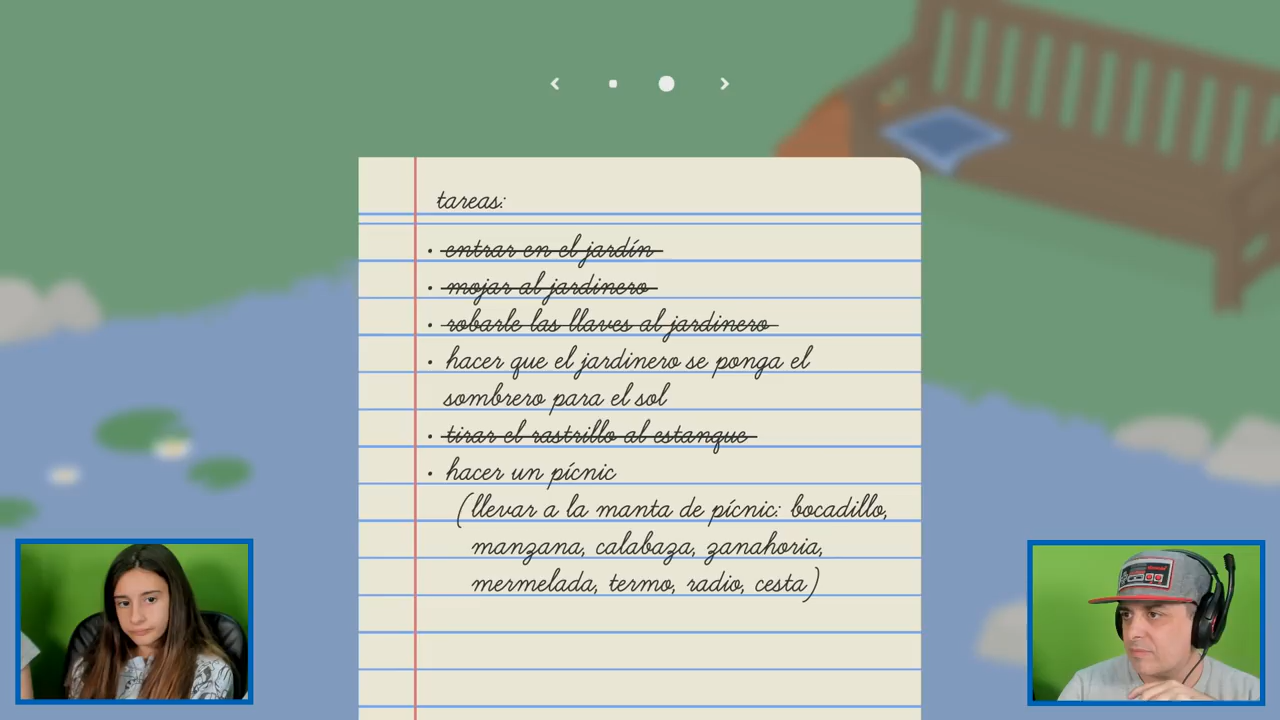 tareas:
• entrar en el jardín
• mojar al jardinero
• robarle las llaves al jardinero
• hacer que el jardinero se ponga el
sombrero para el sol
• tirar el rastrillo al estanque
• hacer un pícnic
(llevar a la manta de pícnic: bocadillo,
manzana, calabaza, zanahoria,
mermelada, termo, radio, cesta)